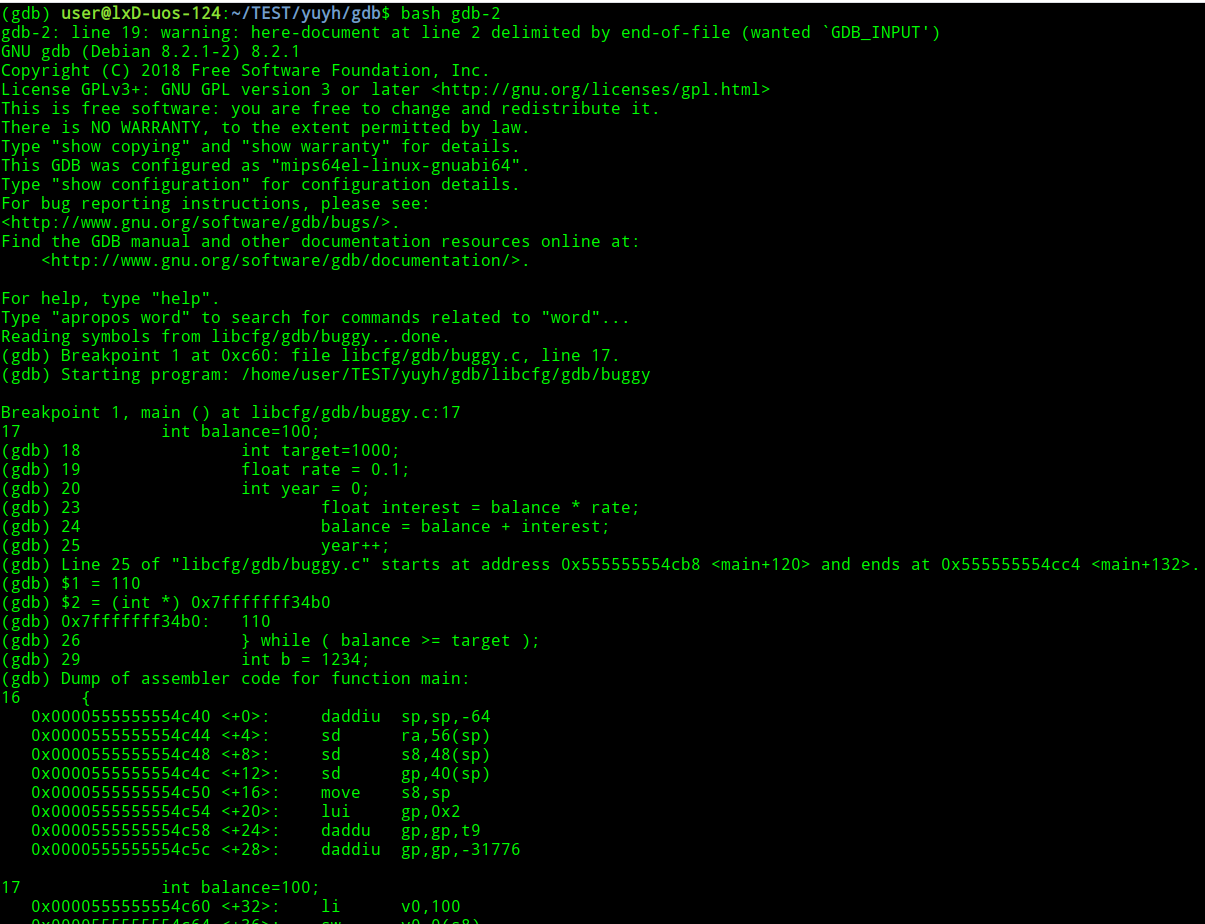 (gdb) user@lxD-uos-124:~/TEST/yuyh/gdb$ bash gdb-2
gdb-2: line 19: warning: here-document at line 2 delimited by end-of-file (wanted `GDB_INPUT')
GNU gdb (Debian 8.2.1-2) 8.2.1
Copyright (C) 2018 Free Software Foundation, Inc.
License GPLv3+: GNU GPL version 3 or later <http://gnu.org/licenses/gpl.html>
This is free software: you are free to change and redistribute it.
There is NO WARRANTY, to the extent permitted by law.
Type "show copying" and "show warranty" for details.
This GDB was configured as "mips64el-linux-gnuabi64".
Type "show configuration" for configuration details.
For bug reporting instructions, please see:
<http://www.gnu.org/software/gdb/bugs/>.
Find the GDB manual and other documentation resources online at:
    <http://www.gnu.org/software/gdb/documentation/>.

For help, type "help".
Type "apropos word" to search for commands related to "word"...
Reading symbols from libcfg/gdb/buggy...done.
(gdb) Breakpoint 1 at 0xc60: file libcfg/gdb/buggy.c, line 17.
(gdb) Starting program: /home/user/TEST/yuyh/gdb/libcfg/gdb/buggy

Breakpoint 1, main () at libcfg/gdb/buggy.c:17
17              int balance=100;
(gdb) 18                int target=1000;
(gdb) 19                float rate = 0.1;
(gdb) 20                int year = 0;
(gdb) 23                        float interest = balance * rate;
(gdb) 24                        balance = balance + interest;
(gdb) 25                        year++;
(gdb) Line 25 of "libcfg/gdb/buggy.c" starts at address 0x555555554cb8 <main+120> and ends at 0x555555554cc4 <main+132>.
(gdb) $1 = 110
(gdb) $2 = (int *) 0x7fffffff34b0
(gdb) 0x7fffffff34b0:   110
(gdb) 26                } while ( balance >= target );
(gdb) 29                int b = 1234;
(gdb) Dump of assembler code for function main:
16      {
   0x0000555555554c40 <+0>:     daddiu  sp,sp,-64
   0x0000555555554c44 <+4>:     sd      ra,56(sp)
   0x0000555555554c48 <+8>:     sd      s8,48(sp)
   0x0000555555554c4c <+12>:    sd      gp,40(sp)
   0x0000555555554c50 <+16>:    move    s8,sp
   0x0000555555554c54 <+20>:    lui     gp,0x2
   0x0000555555554c58 <+24>:    daddu   gp,gp,t9
   0x0000555555554c5c <+28>:    daddiu  gp,gp,-31776

17              int balance=100;
   0x0000555555554c60 <+32>:    li      v0,100
   0x0000555555554c64 <+36>:    sw      v0,0(s8)